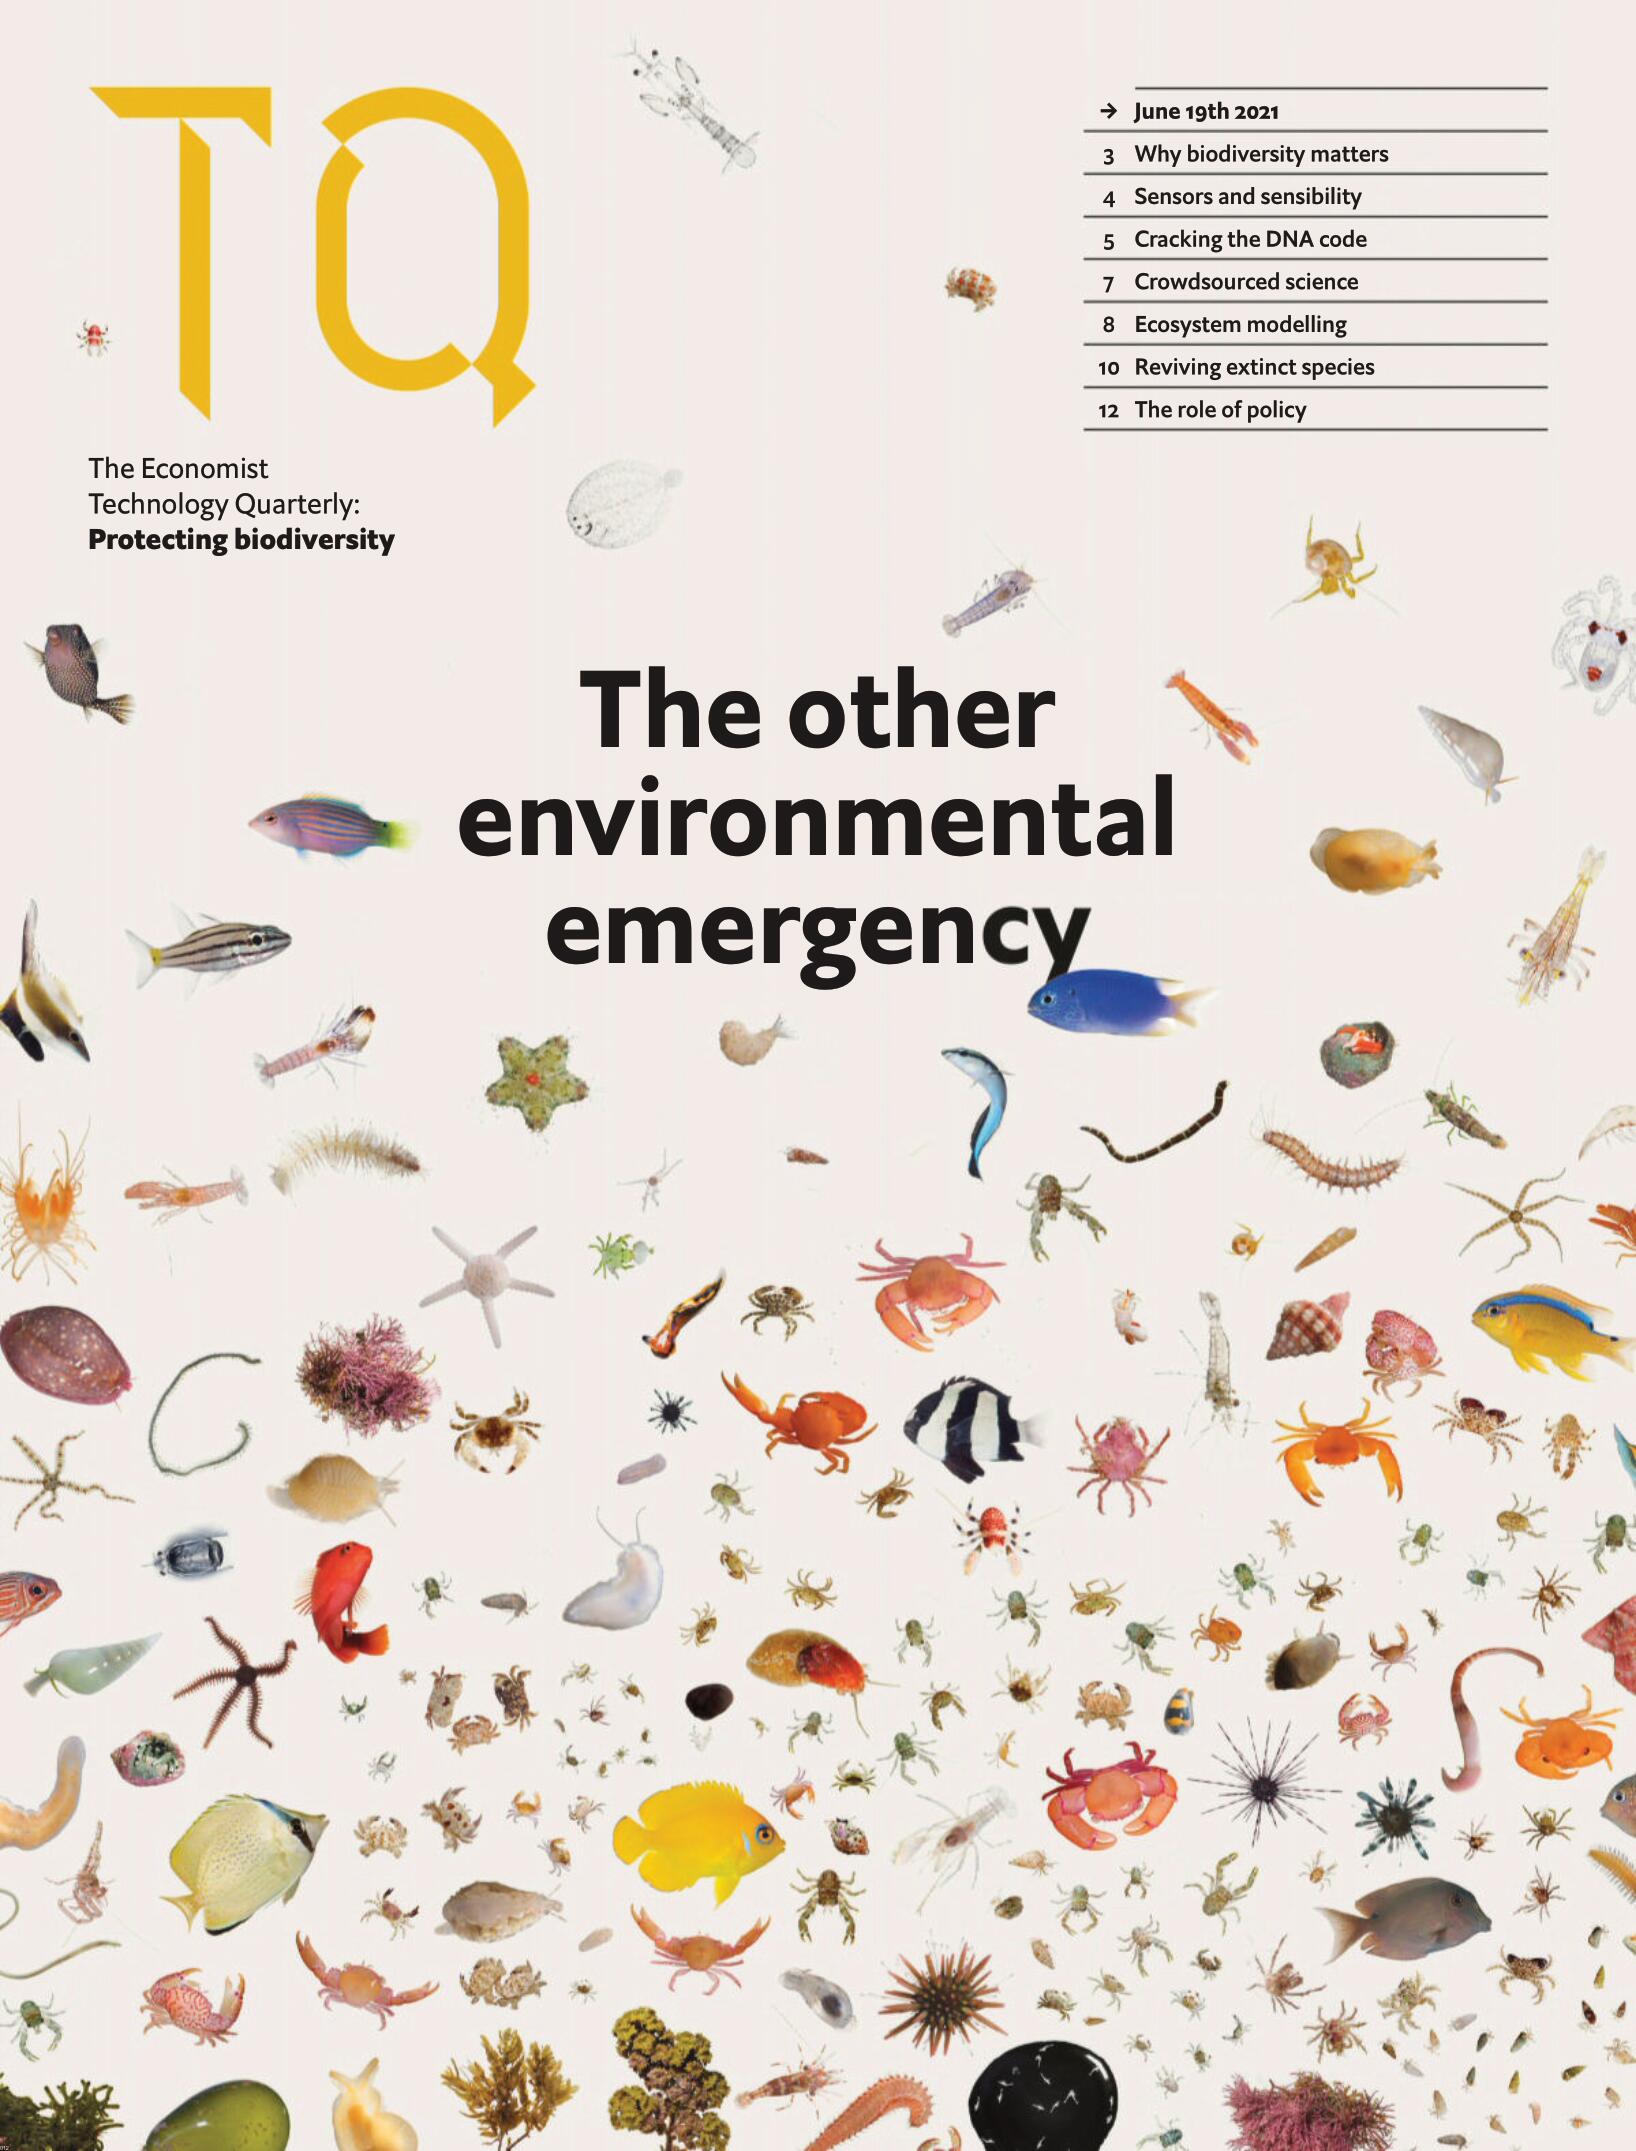 TQ
→ June 19th 2021
3 Why biodiversity matters
4 Sensors and sensibility
5 Cracking the DNA code
7 Crowdsourced science
8 Ecosystem modelling
10 Reviving extinct species
12 The role of policy
The Economist
Technology Quarterly:
Protecting biodiversity
The other
environmental
emergency